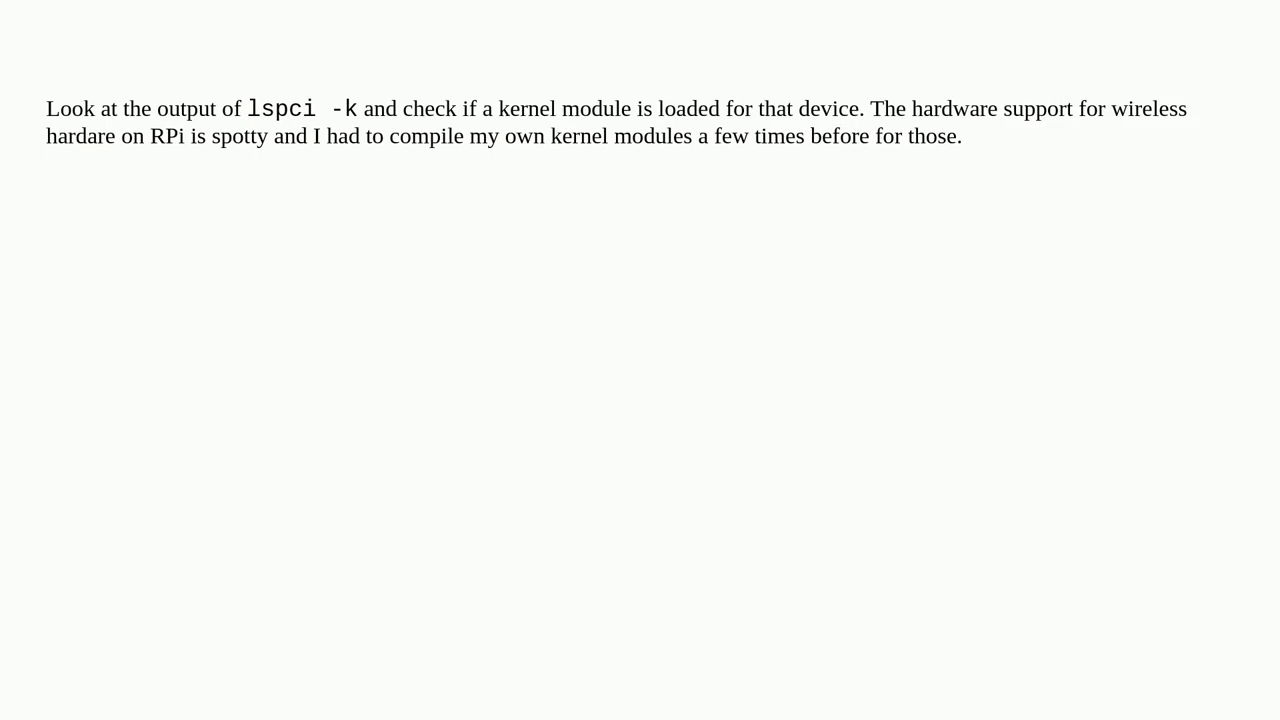 Look at the output of lspci -k and check if a kernel module is loaded for that device. The hardware support for wireless
hardare on RPi is spotty and I had to compile my own kernel modules a few times before for those.